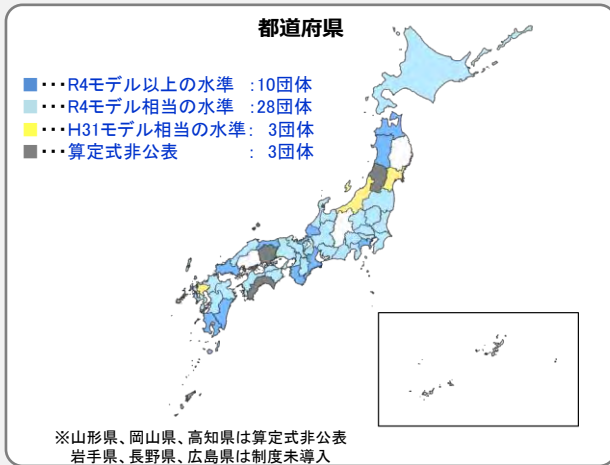 都道府県
■･･･R4モデル以上の水準 :10団体
■･･･R4モデル相当の水準 :28団体
■･･･H31モデル相当の水準: 3団体
■･･･算定式非公表 : 3団体
※山形県、岡山県、高知県は算定式非公表
岩手県、長野県、広島県は制度未導入